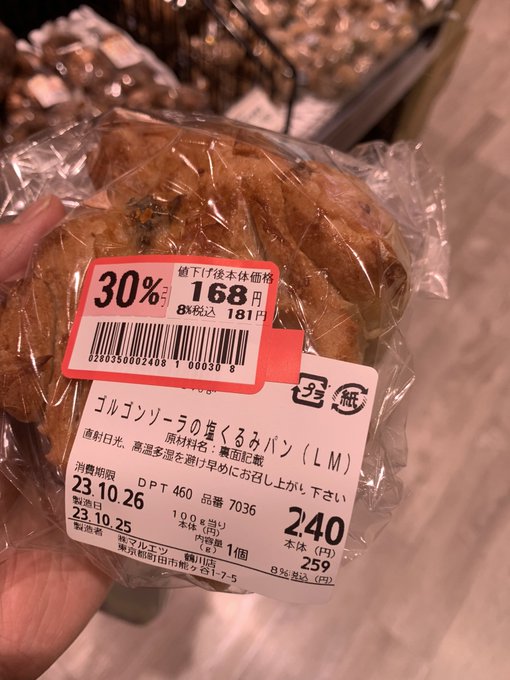 30%
値下げ後本体価格
168円
8%税込 181円
0280350002408 1 00030 8
プラ
紙
ゴルゴンゾーラの塩くるみパン(LM)
原材料名:裏面記載
直射日光、高温多湿を避け早めにお召し上がり下さい
消費期限 DPT 460 品番 7036
23.10.26
製造日
23.10.25
100g当り
本体(円)
内容量
(g) 1個
240
本体(円)
259
8%税込(円)
製造者 ㈱マルエツ 鶴川店
東京都町田市能ヶ谷1-7-5